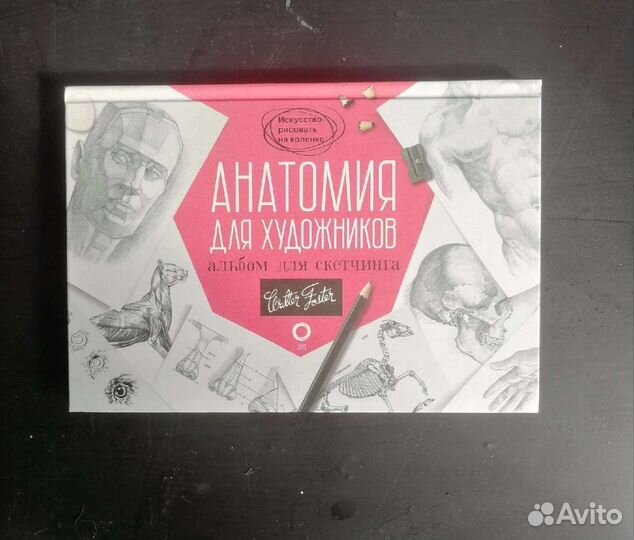 Искусство
рисовать
на коленке
АНАТОМИЯ
ДЛЯ ХУДОЖНИКОВ
альбом для скетчинга
Walter Foster
Avito